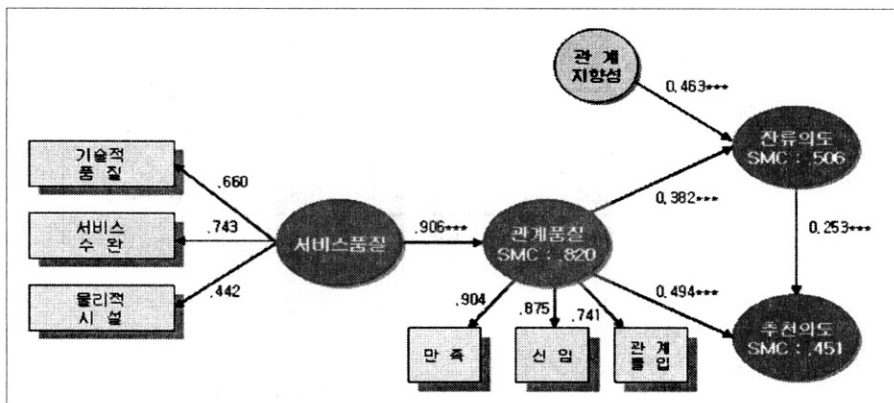 관 계
지향성
0.463***
잔류의도
SMC : .506
기술적
품 질
.660
0.382***
서비스
수 완
.743
서비스품질
.906***
관계품질
SMC : .820
0.253***
물리적
시 설
.442
0.494***
.904
.875
.741
추천의도
SMC : .451
만 족
신 임
관 계
몰 입